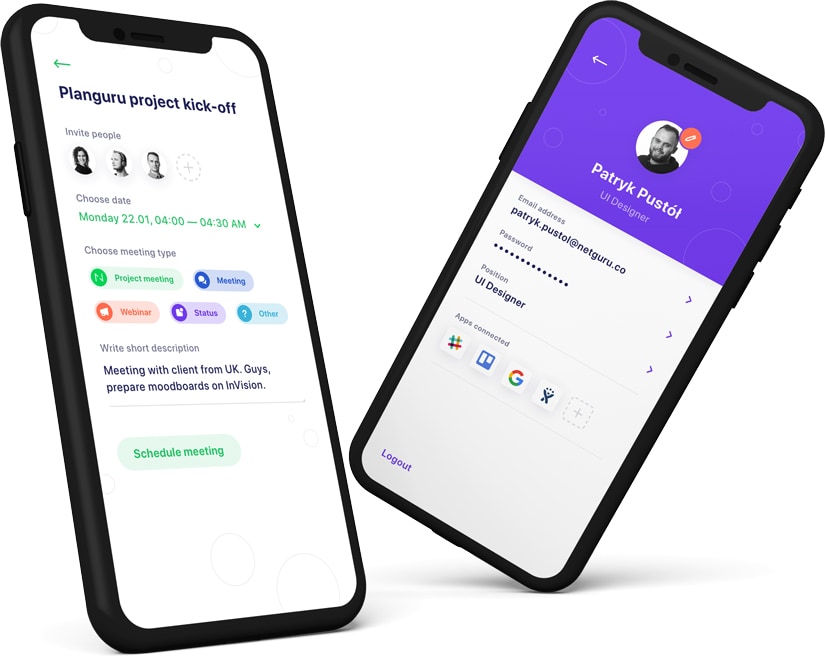 Planguru project kick-off
Invite people
Choose date
Monday 22.01, 04:00 — 04:30 AM
Choose meeting type
Project meeting
Meeting
Webinar
Status
? Other
Write short description
Meeting with client from UK. Guys,
prepare moodboards on InVision.
Schedule meeting
Patryk Pustół
UI Designer
Email address
patryk.pustol@netguru.co
Password
••••••••••••••
Position
UI Designer
Apps connected
Logout